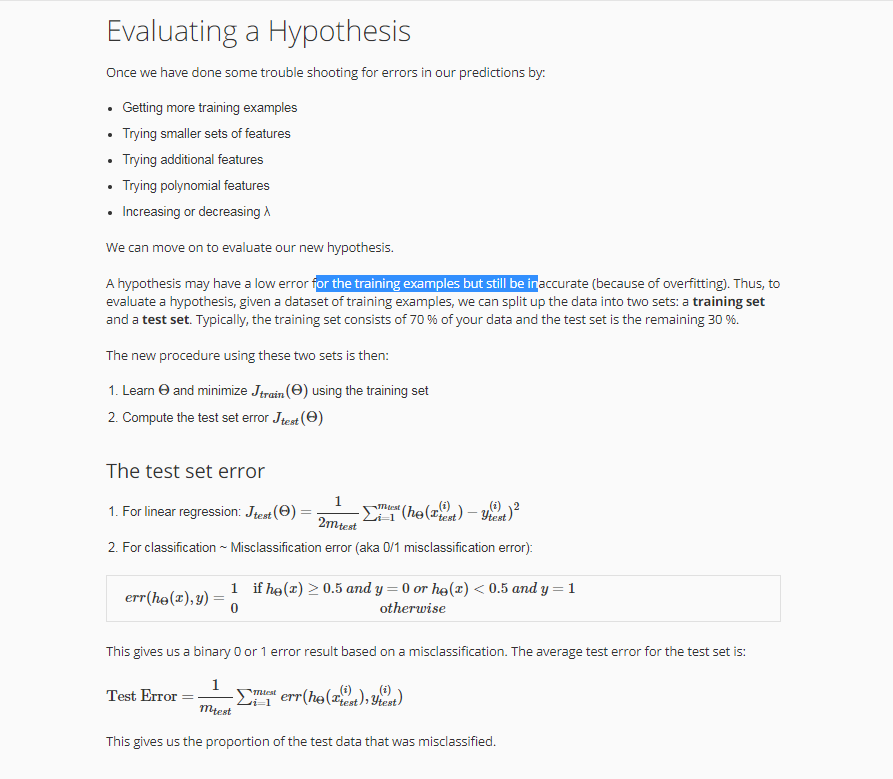 Evaluating a Hypothesis
Once we have done some trouble shooting for errors in our predictions by:
• Getting more training examples
• Trying smaller sets of features
• Trying additional features
• Trying polynomial features
• Increasing or decreasing λ
We can move on to evaluate our new hypothesis.
A hypothesis may have a low error for the training examples but still be inaccurate (because of overfitting). Thus, to
evaluate a hypothesis, given a dataset of training examples, we can split up the data into two sets: a training set
and a test set. Typically, the training set consists of 70 % of your data and the test set is the remaining 30 %.
The new procedure using these two sets is then:
1. Learn Θ and minimize J_train(Θ) using the training set
2. Compute the test set error J_test(Θ)
The test set error
1. For linear regression: J_test(Θ) = 1/(2m_test) ∑_{i=1}^{m_test} (h_Θ(x_test^(i)) − y_test^(i))²
2. For classification ~ Misclassification error (aka 0/1 misclassification error):
err(h_Θ(x), y) = 1 if h_Θ(x) ≥ 0.5 and y = 0 or h_Θ(x) < 0.5 and y = 1
0 otherwise
This gives us a binary 0 or 1 error result based on a misclassification. The average test error for the test set is:
Test Error = 1/m_test ∑_{i=1}^{m_test} err(h_Θ(x_test^(i)), y_test^(i))
This gives us the proportion of the test data that was misclassified.